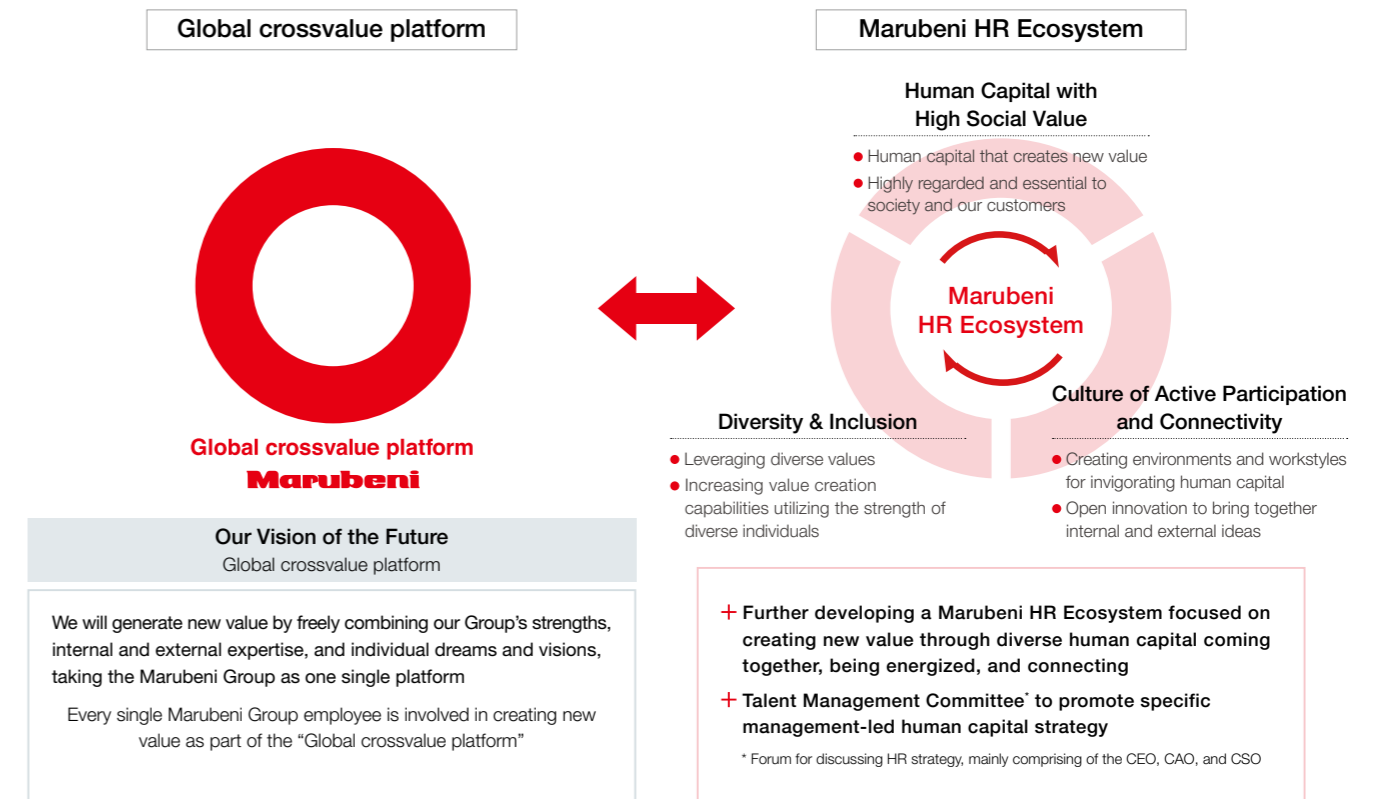 Global crossvalue platform
Global crossvalue platform
Marubeni
Our Vision of the Future
Global crossvalue platform
We will generate new value by freely combining our Group’s strengths,
internal and external expertise, and individual dreams and visions,
taking the Marubeni Group as one single platform
Every single Marubeni Group employee is involved in creating new
value as part of the “Global crossvalue platform”
Marubeni HR Ecosystem
Human Capital with
High Social Value
● Human capital that creates new value
● Highly regarded and essential to
society and our customers
Marubeni
HR Ecosystem
Diversity & Inclusion
● Leveraging diverse values
● Increasing value creation
capabilities utilizing the strength of
diverse individuals
Culture of Active Participation
and Connectivity
● Creating environments and workstyles
for invigorating human capital
● Open innovation to bring together
internal and external ideas
+ Further developing a Marubeni HR Ecosystem focused on
creating new value through diverse human capital coming
together, being energized, and connecting
+ Talent Management Committee* to promote specific
management-led human capital strategy
* Forum for discussing HR strategy, mainly comprising of the CEO, CAO, and CSO